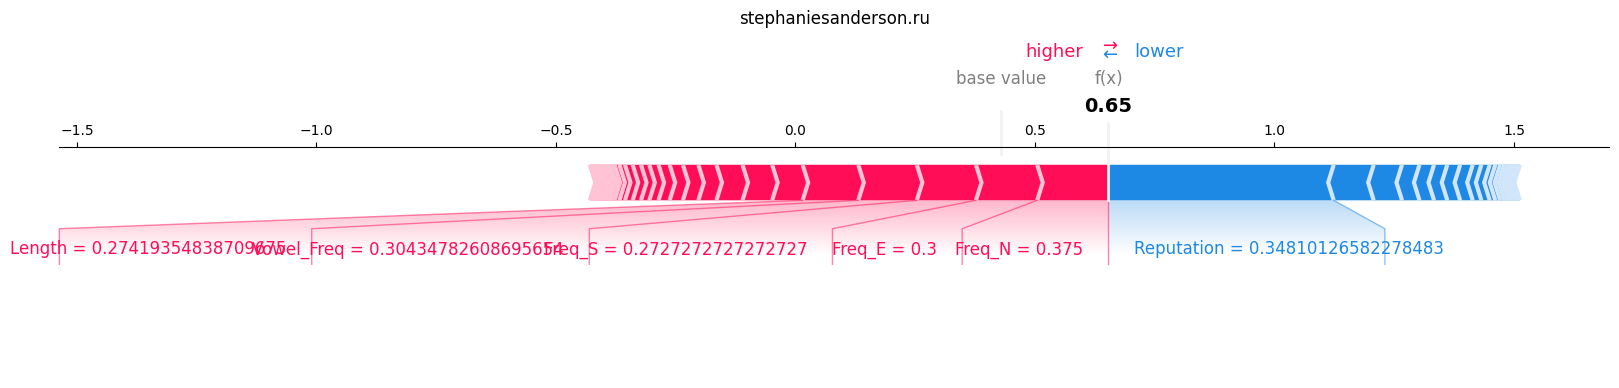 stephaniesanderson.ru
higher → ← lower
base value f(x)
0.65
−1.5 −1.0 −0.5 0.0 0.5 1.0 1.5
Length = 0.27419354838709675 Vowel_Freq = 0.30434782608695654 Freq_S = 0.2727272727272727 Freq_E = 0.3 Freq_N = 0.375 Reputation = 0.34810126582278483